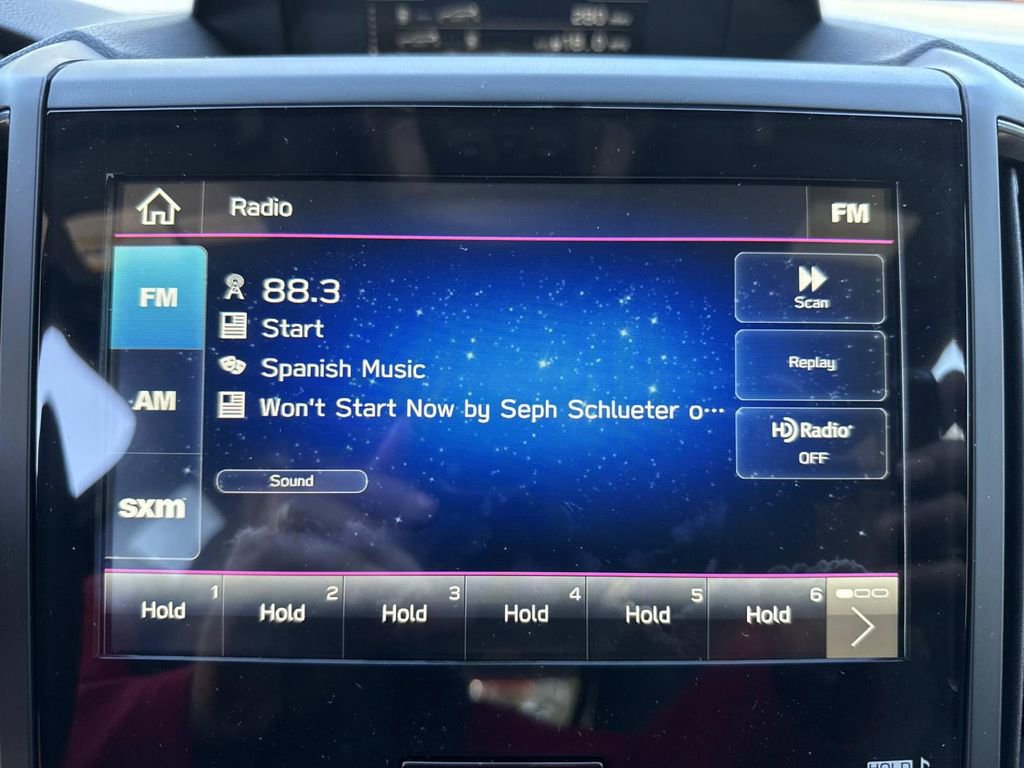 Radio
FM
FM
AM
sxm
88.3
Start
Spanish Music
Won't Start Now by Seph Schlueter o…
Sound
Scan
Replay
HD Radio
OFF
Hold 1
Hold 2
Hold 3
Hold 4
Hold 5
Hold 6
HOLD